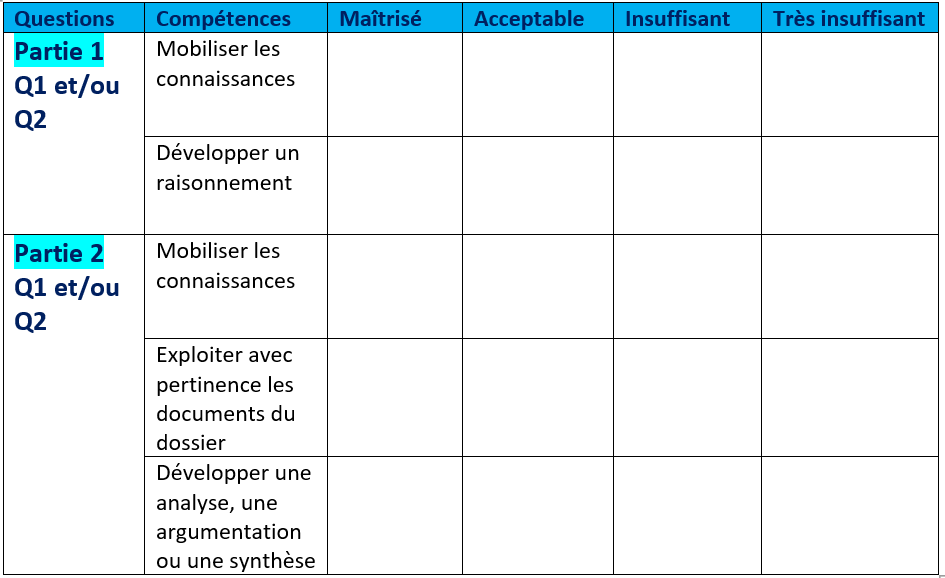 Questions Compétences Maîtrisé Acceptable Insuffisant Très insuffisant
Partie 1
Q1 et/ou
Q2
Mobiliser les
connaissances
Développer un
raisonnement
Partie 2
Q1 et/ou
Q2
Mobiliser les
connaissances
Exploiter avec
pertinence les
documents du
dossier
Développer une
analyse, une
argumentation
ou une synthèse